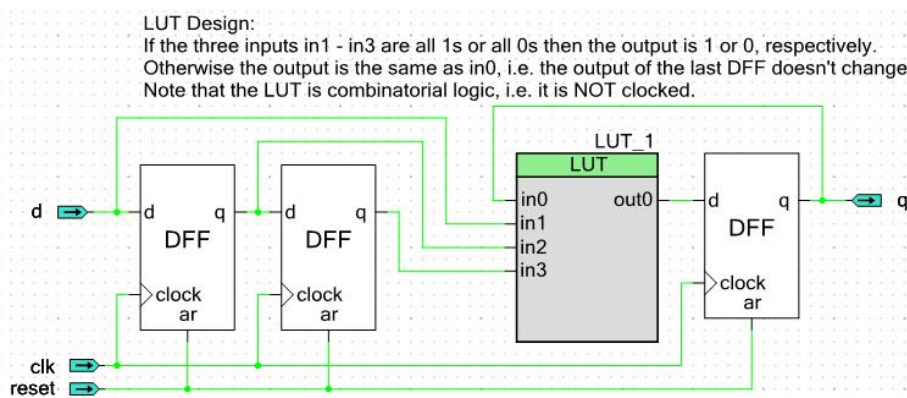 LUT Design:
If the three inputs in1 - in3 are all 1s or all 0s then the output is 1 or 0, respectively.
Otherwise the output is the same as in0, i.e. the output of the last DFF doesn't change
Note that the LUT is combinatorial logic, i.e. it is NOT clocked.
LUT_1
LUT
d
d q
DFF
clock
ar
d q
DFF
clock
ar
in0 out0
in1
in2
in3
d q
DFF
clock
ar
q
clk
reset